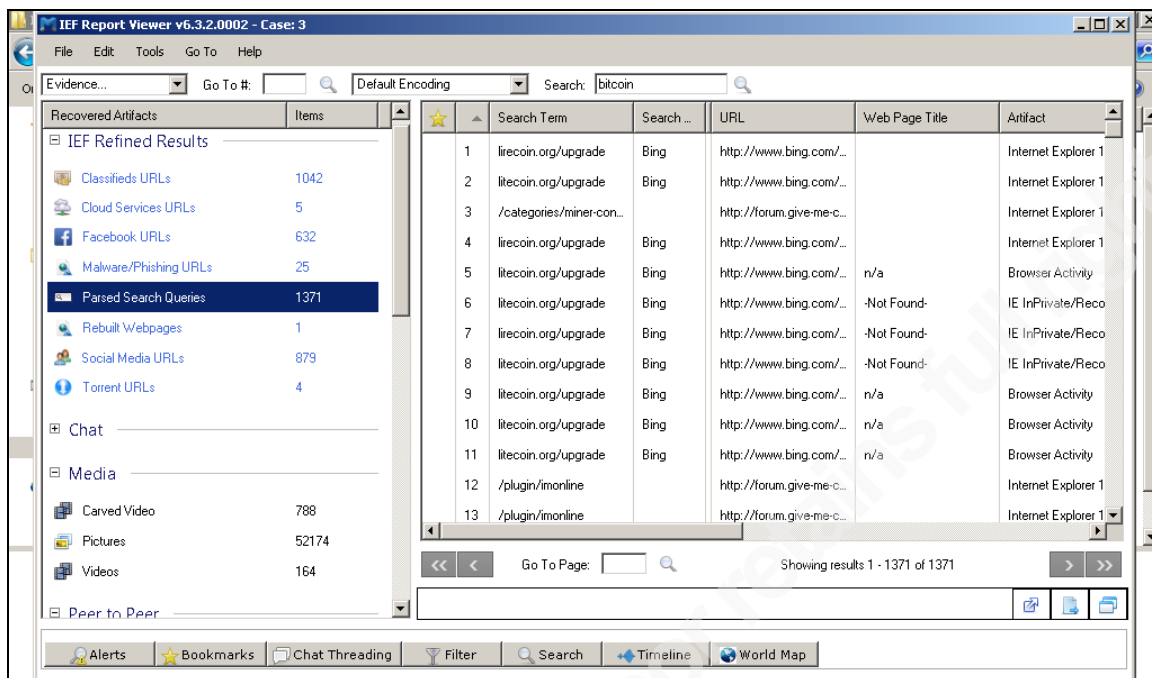 IEF Report Viewer v6.3.2.0002 - Case: 3
File Edit Tools Go To Help
Evidence... Go To #: Default Encoding Search: bitcoin
Recovered Artifacts Items
IEF Refined Results
Classifieds URLs 1042
Cloud Services URLs 5
Facebook URLs 632
Malware/Phishing URLs 25
Parsed Search Queries 1371
Rebuilt Webpages 1
Social Media URLs 879
Torrent URLs 4
Chat
Media
Carved Video 788
Pictures 52174
Videos 164
Peer to Peer
Search Term Search ... URL Web Page Title Artifact
1 lirecoin.org/upgrade Bing http://www.bing.com/... Internet Explorer 1
2 litecoin.org/upgrade Bing http://www.bing.com/... Internet Explorer 1
3 /categories/miner-con... http://forum.give-me-c... Internet Explorer 1
4 lirecoin.org/upgrade Bing http://www.bing.com/... Internet Explorer 1
5 litecoin.org/upgrade Bing http://www.bing.com/... n/a Browser Activity
6 litecoin.org/upgrade Bing http://www.bing.com/... -Not Found- IE InPrivate/Reco
7 lirecoin.org/upgrade Bing http://www.bing.com/... -Not Found- IE InPrivate/Reco
8 litecoin.org/upgrade Bing http://www.bing.com/... -Not Found- IE InPrivate/Reco
9 litecoin.org/upgrade Bing http://www.bing.com/... n/a Browser Activity
10 litecoin.org/upgrade Bing http://www.bing.com/... n/a Browser Activity
11 litecoin.org/upgrade Bing http://www.bing.com/... n/a Browser Activity
12 /plugin/imonline http://forum.give-me-c... Internet Explorer 1
13 /plugin/imonline http://forum.give-me-c... Internet Explorer 1
<< < Go To Page: Showing results 1 - 1371 of 1371 > >>
Alerts Bookmarks Chat Threading Filter Search Timeline World Map
retains full